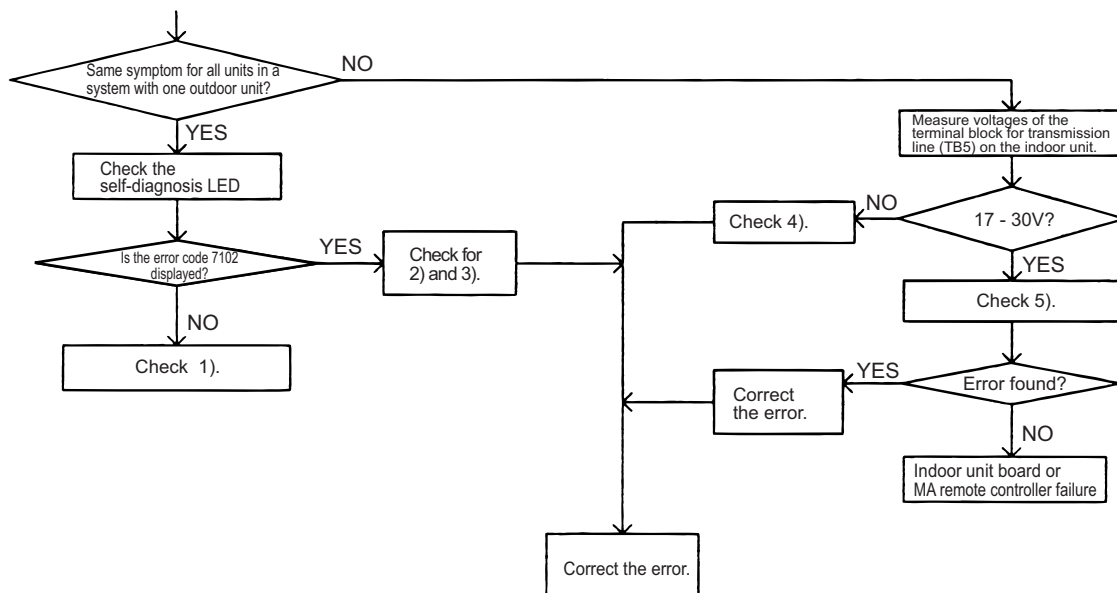 Same symptom for all units in a
system with one outdoor unit?
NO
YES
Measure voltages of the
terminal block for transmission
line (TB5) on the indoor unit.
Check the
self-diagnosis LED
Check 4).
NO
17 - 30V?
Is the error code 7102
displayed?
YES
Check for
2) and 3).
YES
Check 5).
NO
Check 1).
Correct
the error.
YES
Error found?
NO
Indoor unit board or
MA remote controller failure
Correct the error.